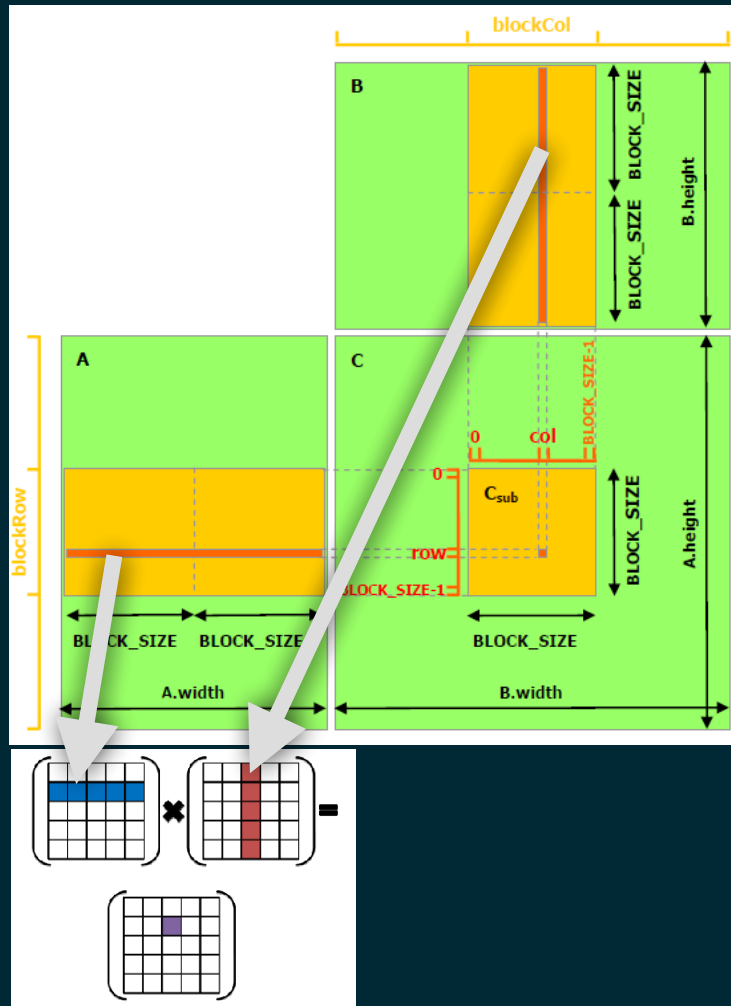 blockCol
B
BLOCK_SIZE
BLOCK_SIZE
B.height
blockRow
A
C
BLOCK_SIZE-1
0
col
0
C_sub
row
BLOCK_SIZE-1
BLOCK_SIZE
A.height
BLOCK_SIZE
BLOCK_SIZE
BLOCK_SIZE
A.width
B.width
× =